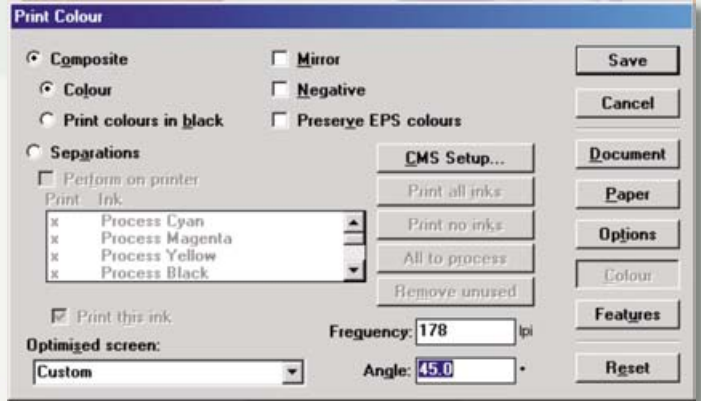 Print Colour
Composite
Mirror
Save
Colour
Negative
Cancel
Print colours in black
Preserve EPS colours
Separations
CMS Setup...
Document
Perform on printer
Print all inks
Paper
Print Ink
x Process Cyan
x Process Magenta
x Process Yellow
x Process Black
Print no inks
Options
All to process
Colour
Remove unused
Print this ink
Frequency: 178 lpi
Features
Optimised screen:
Custom
Angle: 45.0 °
Reset